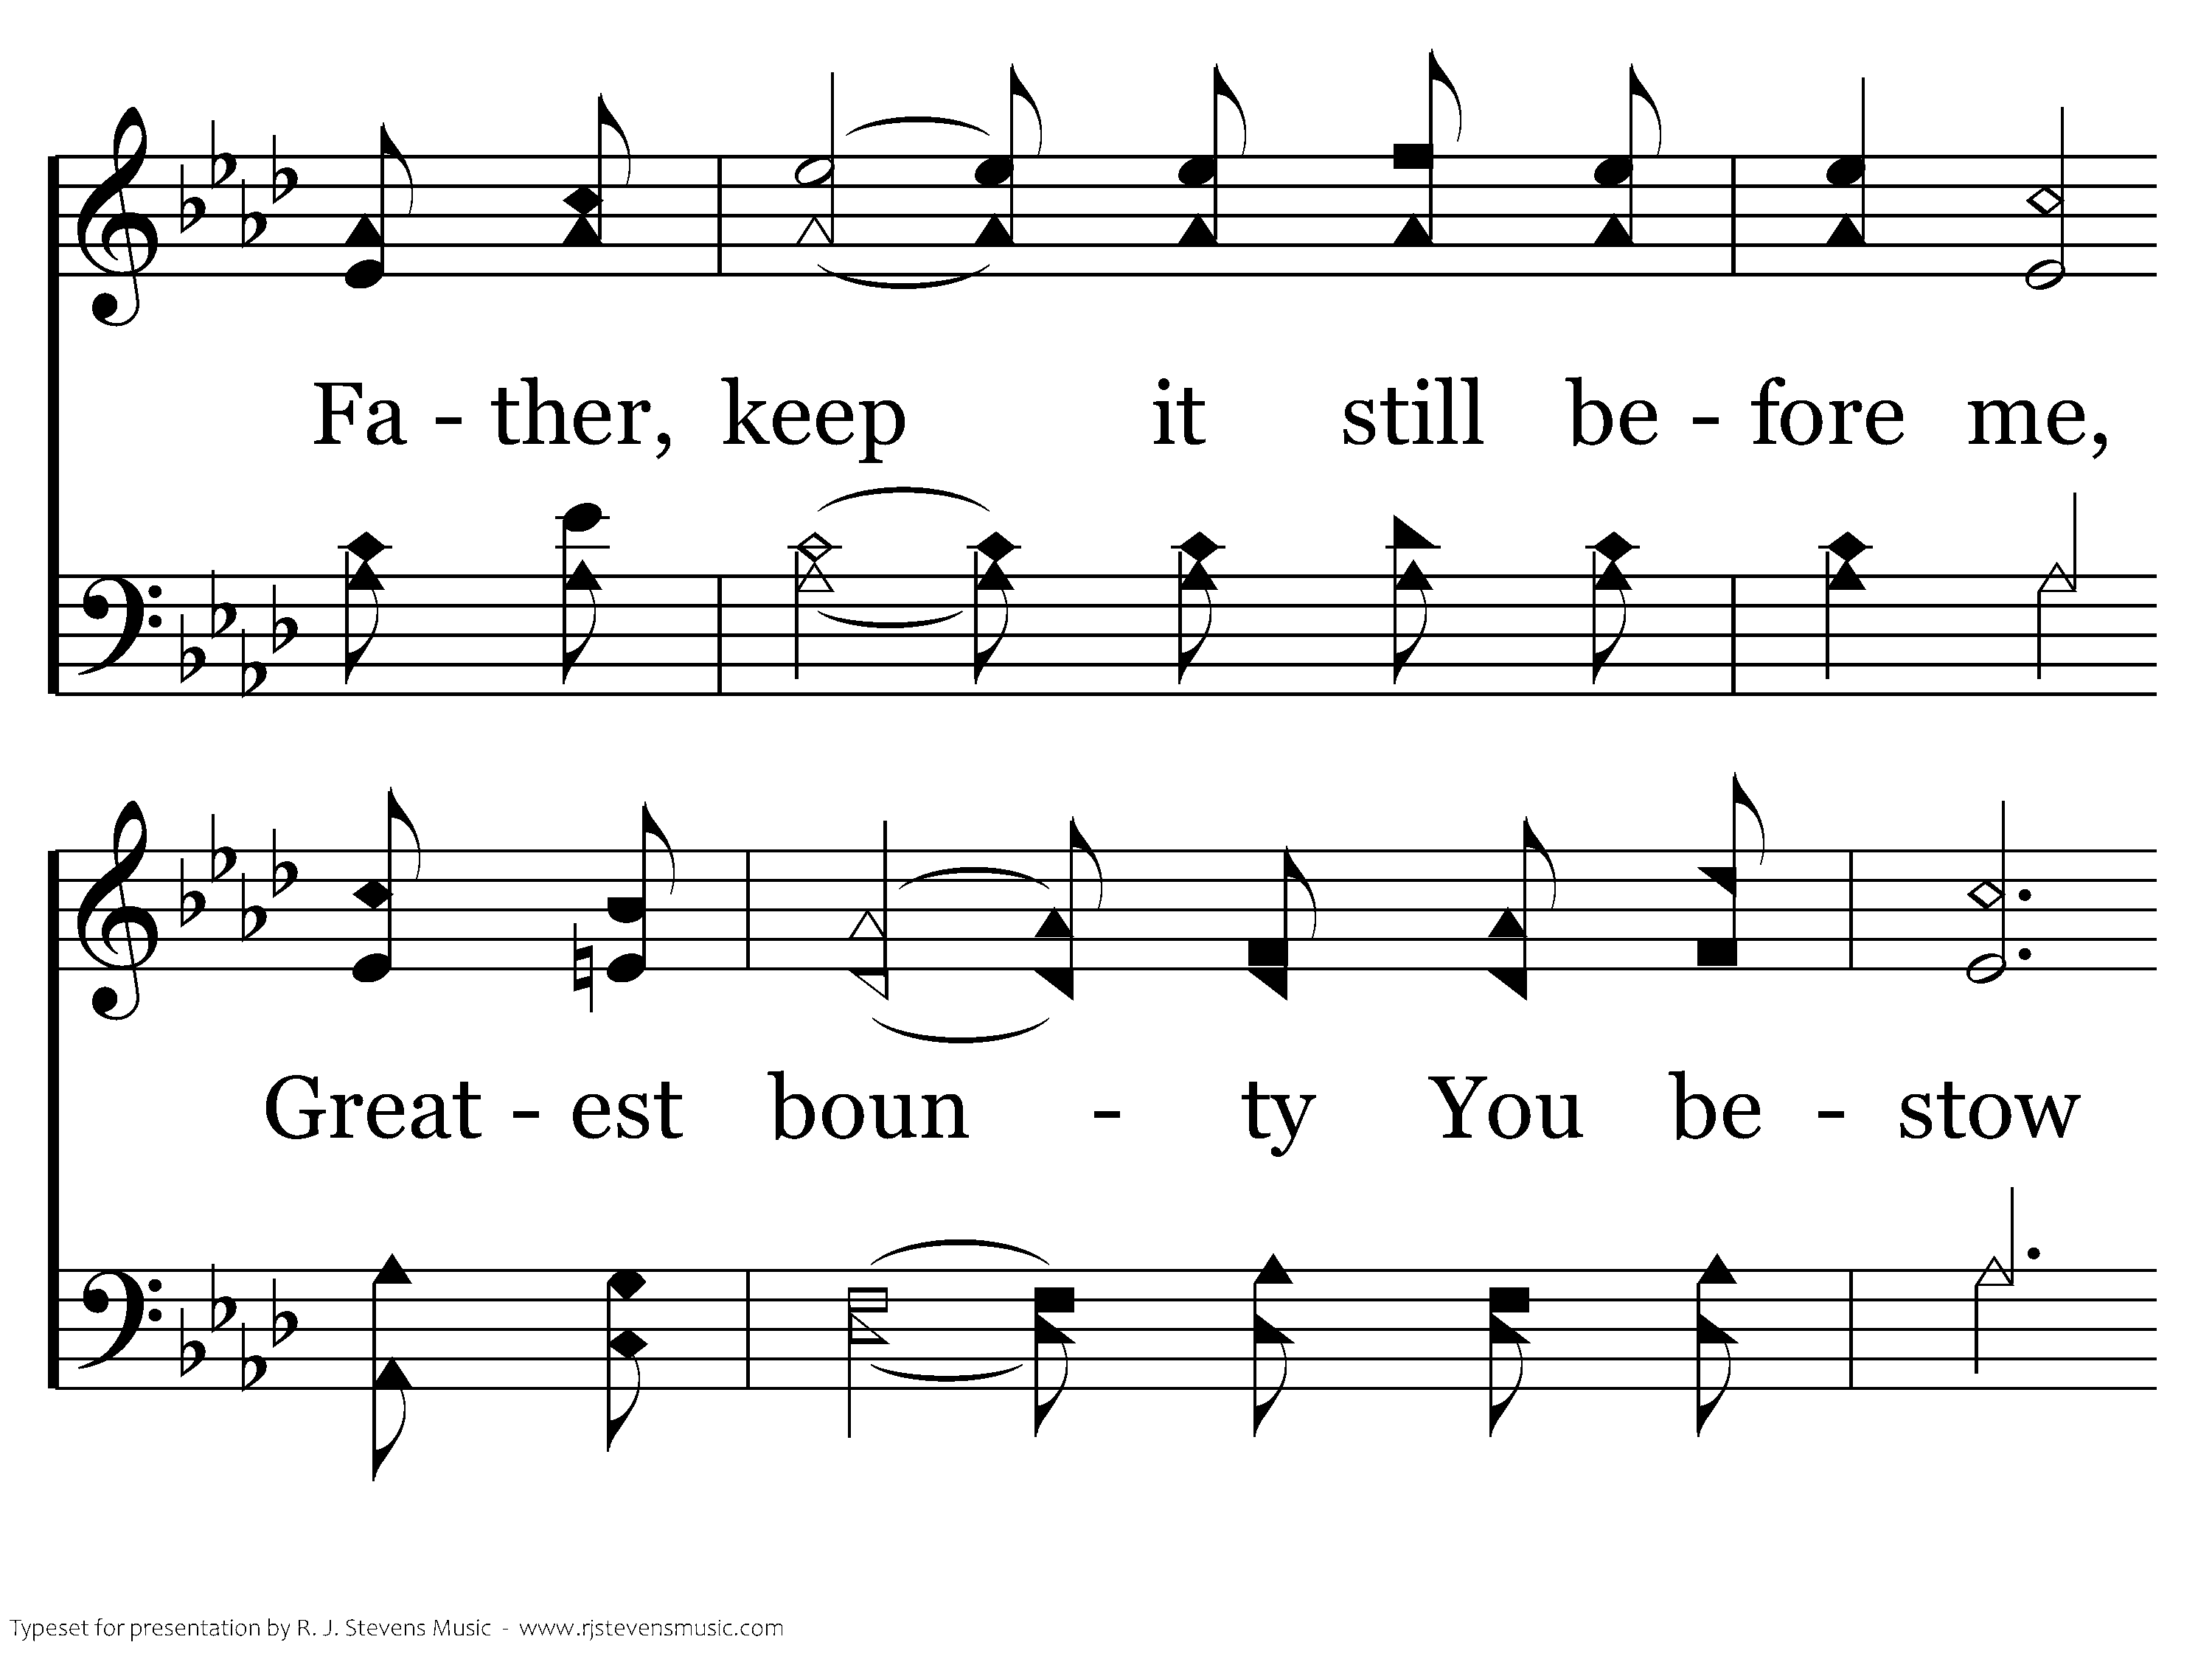 Fa - ther, keep it still be - fore me,
Great - est boun - ty You be - stow
Typeset for presentation by R. J. Stevens Music - www.rjstevensmusic.com